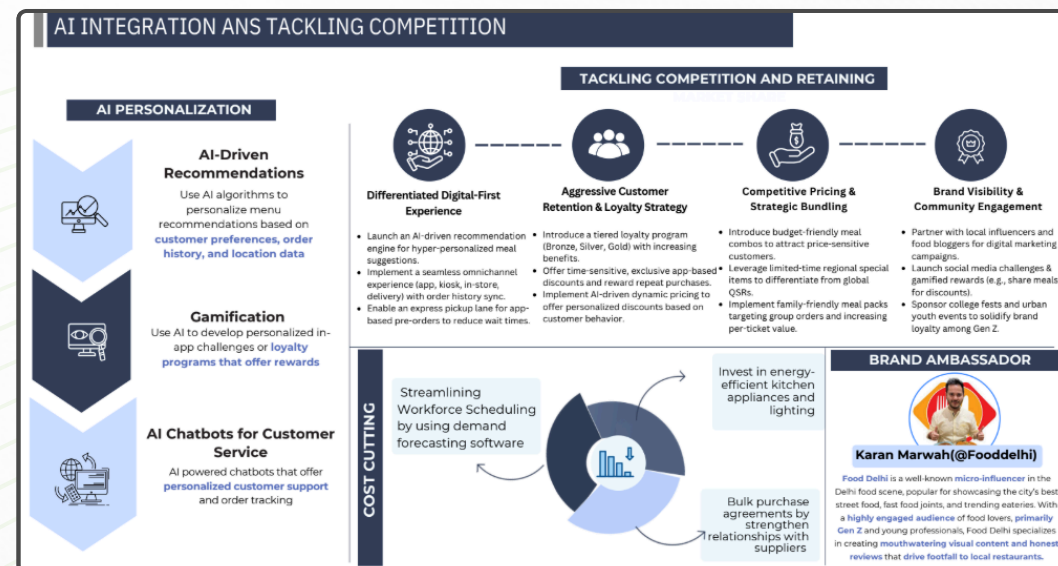 AI INTEGRATION ANS TACKLING COMPETITION
AI PERSONALIZATION
AI-Driven
Recommendations
Use AI algorithms to
personalize menu
recommendations based on
customer preferences, order
history, and location data
Gamification
Use AI to develop personalized in-
app challenges or loyalty
programs that offer rewards
AI Chatbots for Customer
Service
AI powered chatbots that offer
personalized customer support
and order tracking
TACKLING COMPETITION AND RETAINING
Differentiated Digital-First
Experience
• Launch an AI-driven recommendation
engine for hyper-personalized meal
suggestions.
• Implement a seamless omnichannel
experience (app, kiosk, in-store,
delivery) with order history sync.
• Enable an express pickup lane for app-
based pre-orders to reduce wait times.
Aggressive Customer
Retention & Loyalty Strategy
• Introduce a tiered loyalty program
(Bronze, Silver, Gold) with increasing
benefits.
• Offer time-sensitive, exclusive app-based
discounts and reward repeat purchases.
• Implement AI-driven dynamic pricing to
offer personalized discounts based on
customer behavior.
Competitive Pricing &
Strategic Bundling
• Introduce budget-friendly meal
combos to attract price-sensitive
customers.
• Leverage limited-time regional special
items to differentiate from global
QSRs.
• Implement family-friendly meal packs
targeting group orders and increasing
per-ticket value.
Brand Visibility &
Community Engagement
• Partner with local influencers and
food bloggers for digital marketing
campaigns.
• Launch social media challenges &
gamified rewards (e.g., share meals
for discounts).
• Sponsor college fests and urban
youth events to solidify brand
loyalty among Gen Z.
COST CUTTING
Streamlining
Workforce Scheduling
by using demand
forecasting software
Invest in energy-
efficient kitchen
appliances and
lighting
Bulk purchase
agreements by
strengthen
relationships with
suppliers
BRAND AMBASSADOR
Karan Marwah(@Fooddelhi)
Food Delhi is a well-known micro-influencer in the
Delhi food scene, popular for showcasing the city's best
street food, fast food joints, and trending eateries. With
a highly engaged audience of food lovers, primarily
Gen Z and young professionals, Food Delhi specializes
in creating mouthwatering visual content and honest
reviews that drive footfall to local restaurants.